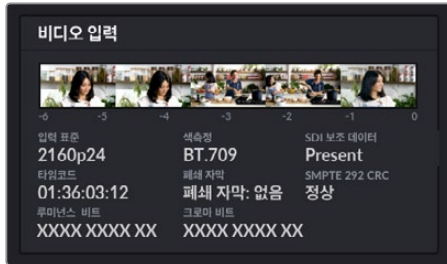 비디오 입력
-6 -5 -4 -3 -2 -1 0
입력 표준 색측정 SDI 보조 데이터
2160p24 BT.709 Present
타임코드 폐쇄 자막 SMPTE 292 CRC
01:36:03:12 폐쇄 자막: 없음 정상
루미넌스 비트 크로마 비트
XXXX XXXX XX XXXX XXXX XX